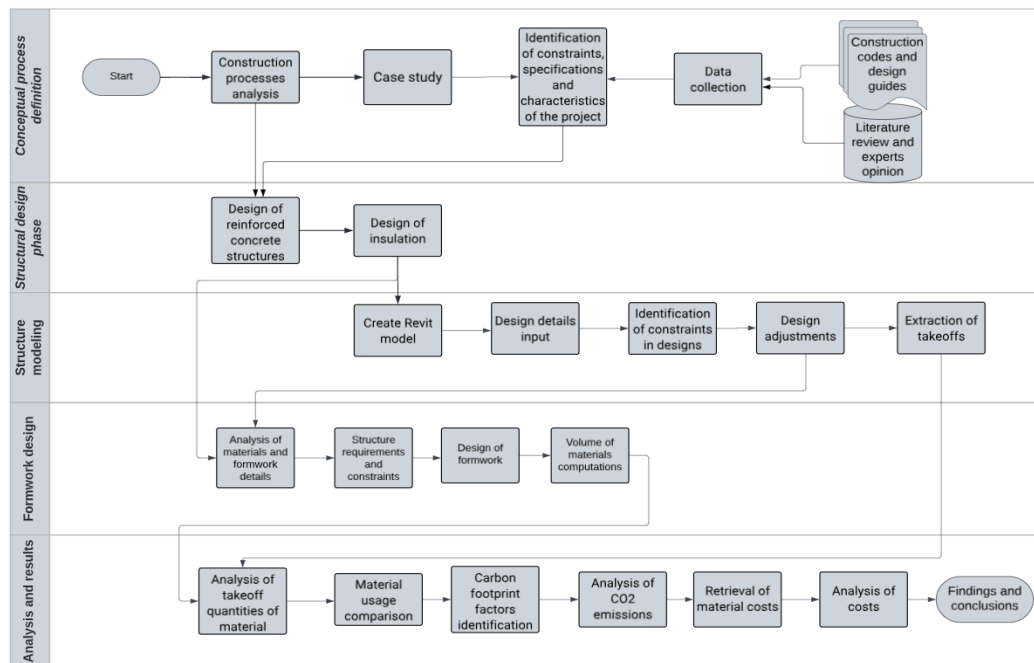 Conceptual process
definition
Start
Construction
processes
analysis
Case study
Identification
of constraints,
specifications
and
characteristics
of the project
Data
collection
Construction
codes and
design
guides
Literature
review and
experts
opinion
Structural design
phase
Design of
reinforced
concrete
structures
Design of
insulation
Structure
modeling
Create Revit
model
Design details
input
Identification
of constraints
in designs
Design
adjustments
Extraction of
takeoffs
Formwork design
Analysis of
materials and
formwork
details
Structure
requirements
and
constraints
Design of
formwork
Volume of
materials
computations
Analysis and results
Analysis of
takeoff
quantities of
material
Material
usage
comparison
Carbon
footprint
factors
identification
Analysis of
CO2
emissions
Retrieval of
material costs
Analysis of
costs
Findings and
conclusions